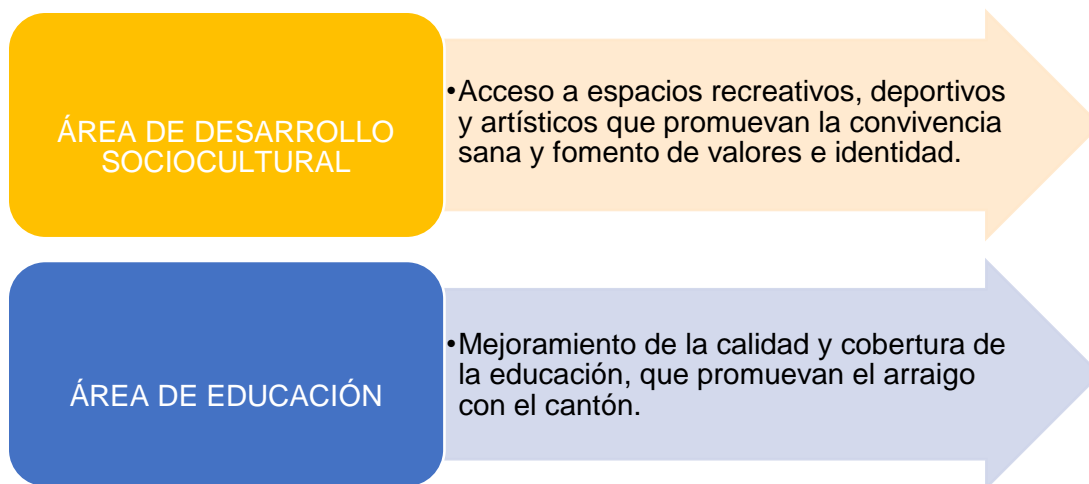 ÁREA DE DESARROLLO
SOCIOCULTURAL
•Acceso a espacios recreativos, deportivos
y artísticos que promuevan la convivencia
sana y fomento de valores e identidad.
ÁREA DE EDUCACIÓN
•Mejoramiento de la calidad y cobertura de
la educación, que promuevan el arraigo
con el cantón.